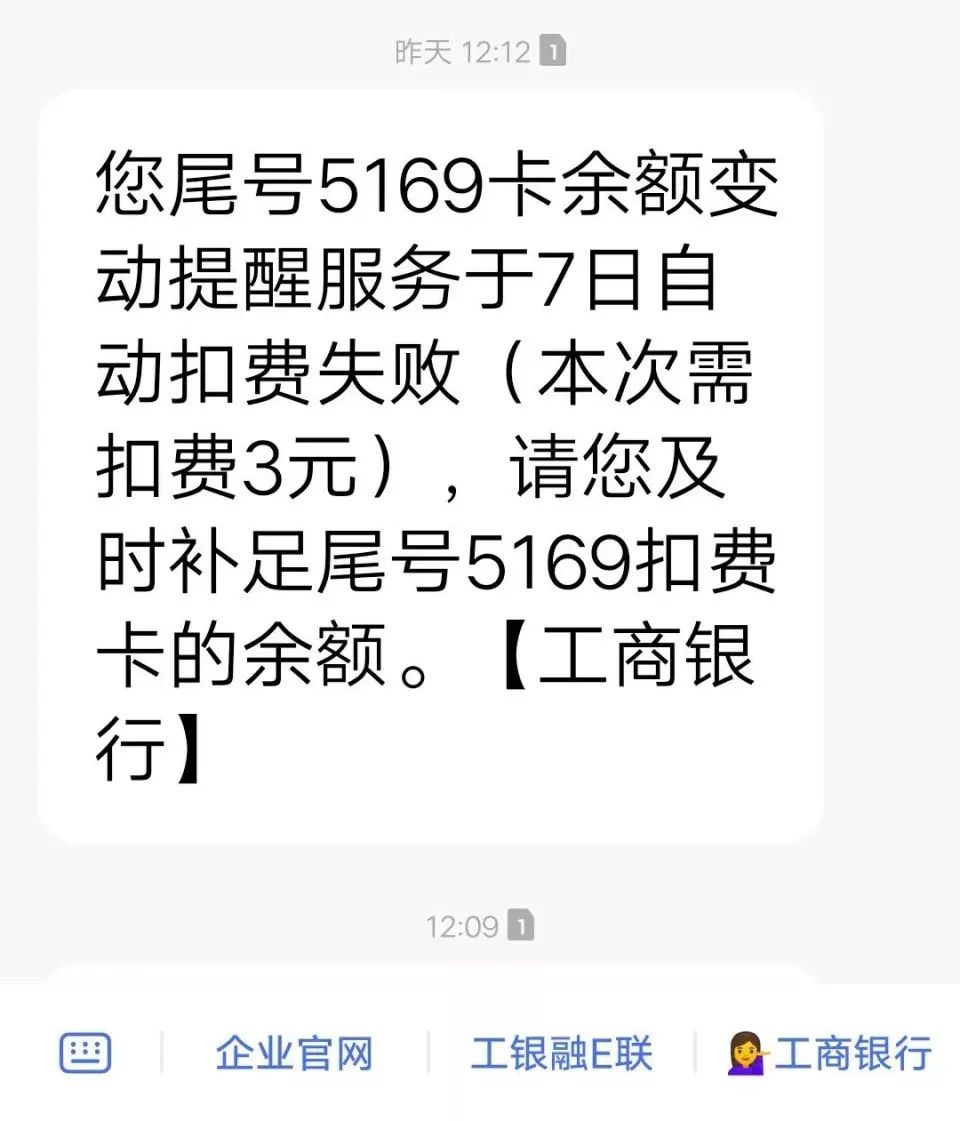 昨天 12:12 1
您尾号5169卡余额变
动提醒服务于7日自
动扣费失败（本次需
扣费3元），请您及
时补足尾号5169扣费
卡的余额。【工商银
行】
12:09 1
企业官网 工银融E联 工商银行